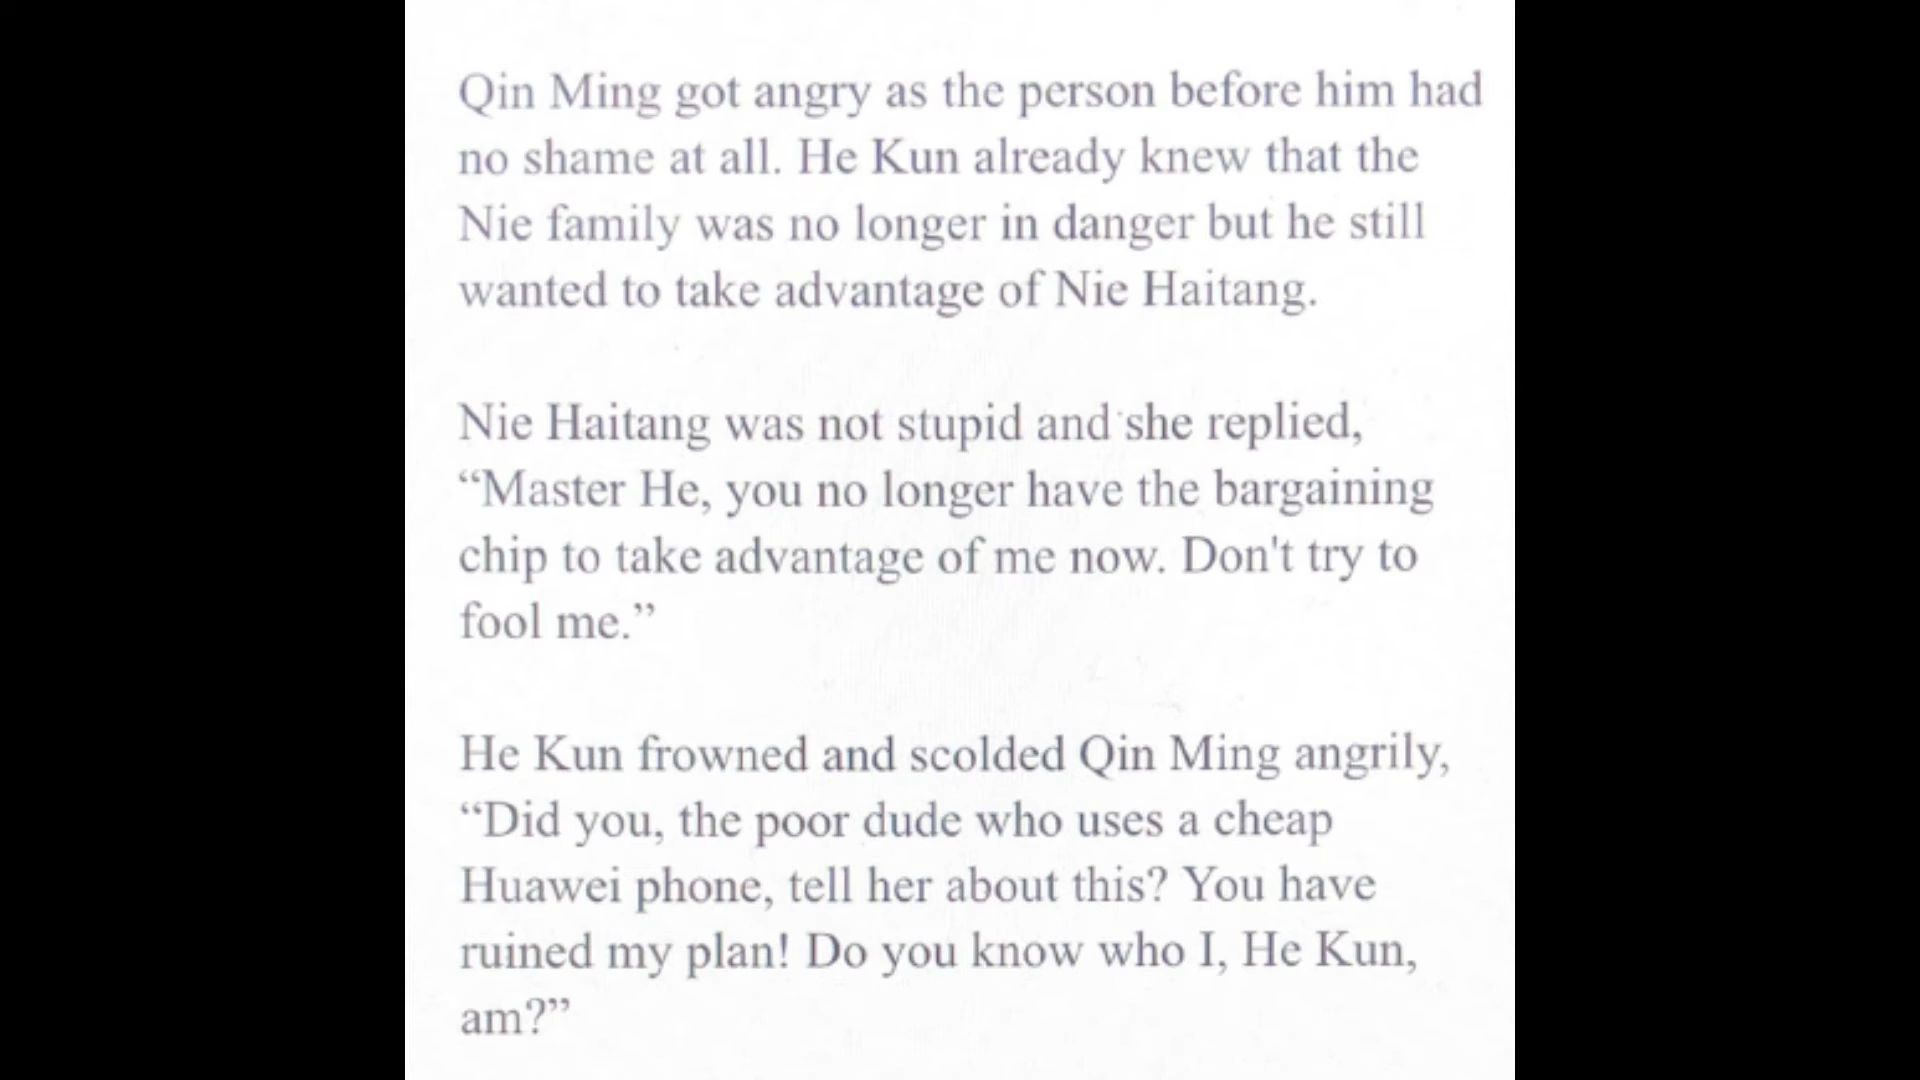 Qin Ming got angry as the person before him had
no shame at all. He Kun already knew that the
Nie family was no longer in danger but he still
wanted to take advantage of Nie Haitang.
Nie Haitang was not stupid and she replied,
“Master He, you no longer have the bargaining
chip to take advantage of me now. Don't try to
fool me.”
He Kun frowned and scolded Qin Ming angrily,
“Did you, the poor dude who uses a cheap
Huawei phone, tell her about this? You have
ruined my plan! Do you know who I, He Kun,
am?”